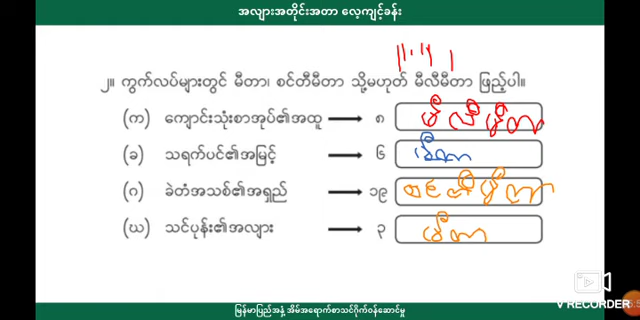 အလျားအတိုင်းအတာ လေ့ကျင့်ခန်း
၂။ ကွက်လပ်များတွင် မီတာ၊ စင်တီမီတာ သို့မဟုတ် မီလီမီတာ ဖြည့်ပါ။
(က) ကျောင်းသုံးစာအုပ်၏အထူ ⟶ ၈ မီလီမီတာ
(ခ) သရက်ပင်၏အမြင့် ⟶ ၆ မီတာ
(ဂ) ခဲတံအသစ်၏အရှည် ⟶ ၁၉ စင်တီမီတာ
(ဃ) သင်ပုန်း၏အလျား ⟶ ၃ မီတာ
V RECORDER
မြန်မာပြည်အနှံ့ အိမ်အရောက်စာသင်ဂိုက်ဝန်ဆောင်မှု